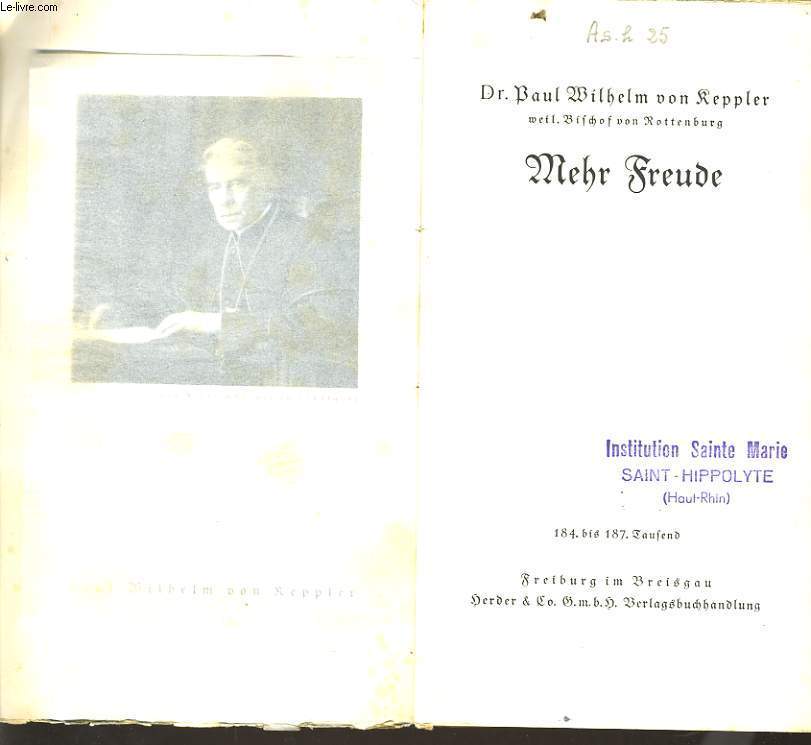 Le-livre.com
Wilhelm von Keppler
As. h 25
Dr. Paul Wilhelm von Keppler
weil. Bischof von Rottenburg
Mehr Freude
Institution Sainte Marie
SAINT-HIPPOLYTE
(Haut-Rhin)
184. bis 187. Tausend
Freiburg im Breisgau
Herder & Co. G.m.b.H. Verlagsbuchhandlung